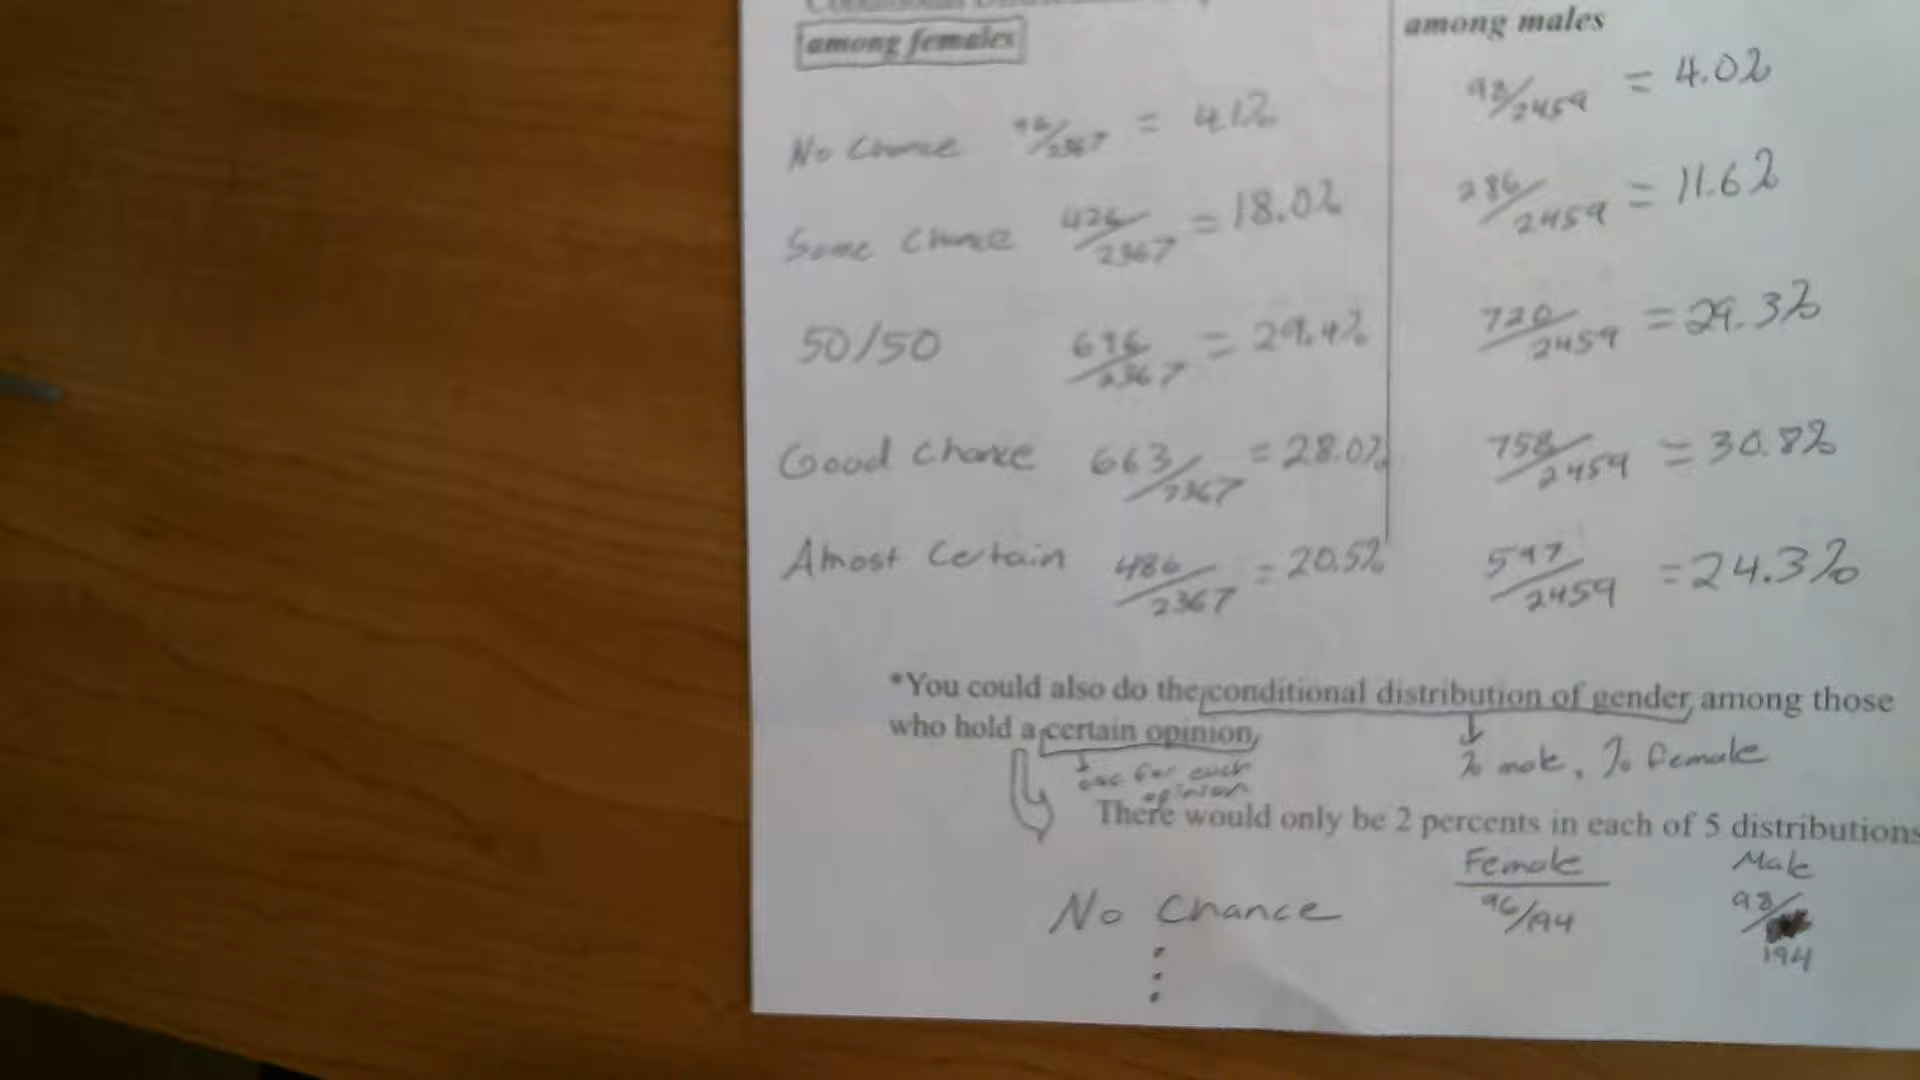 among females
among males
98/2459 = 4.0%
No Chance 96/2367 = 4.1%
286/2459 = 11.6%
Some Chance 426/2367 = 18.0%
720/2459 = 29.3%
50/50 696/2367 = 29.4%
758/2459 = 30.8%
Good Chance 663/2367 = 28.0%
Almost Certain 486/2367 = 20.5%
597/2459 = 24.3%
*You could also do the conditional distribution of gender among those
who hold a certain opinion.
% male, % female
one for each
opinion
There would only be 2 percents in each of 5 distributions
Female Male
No Chance 96/194 98/194